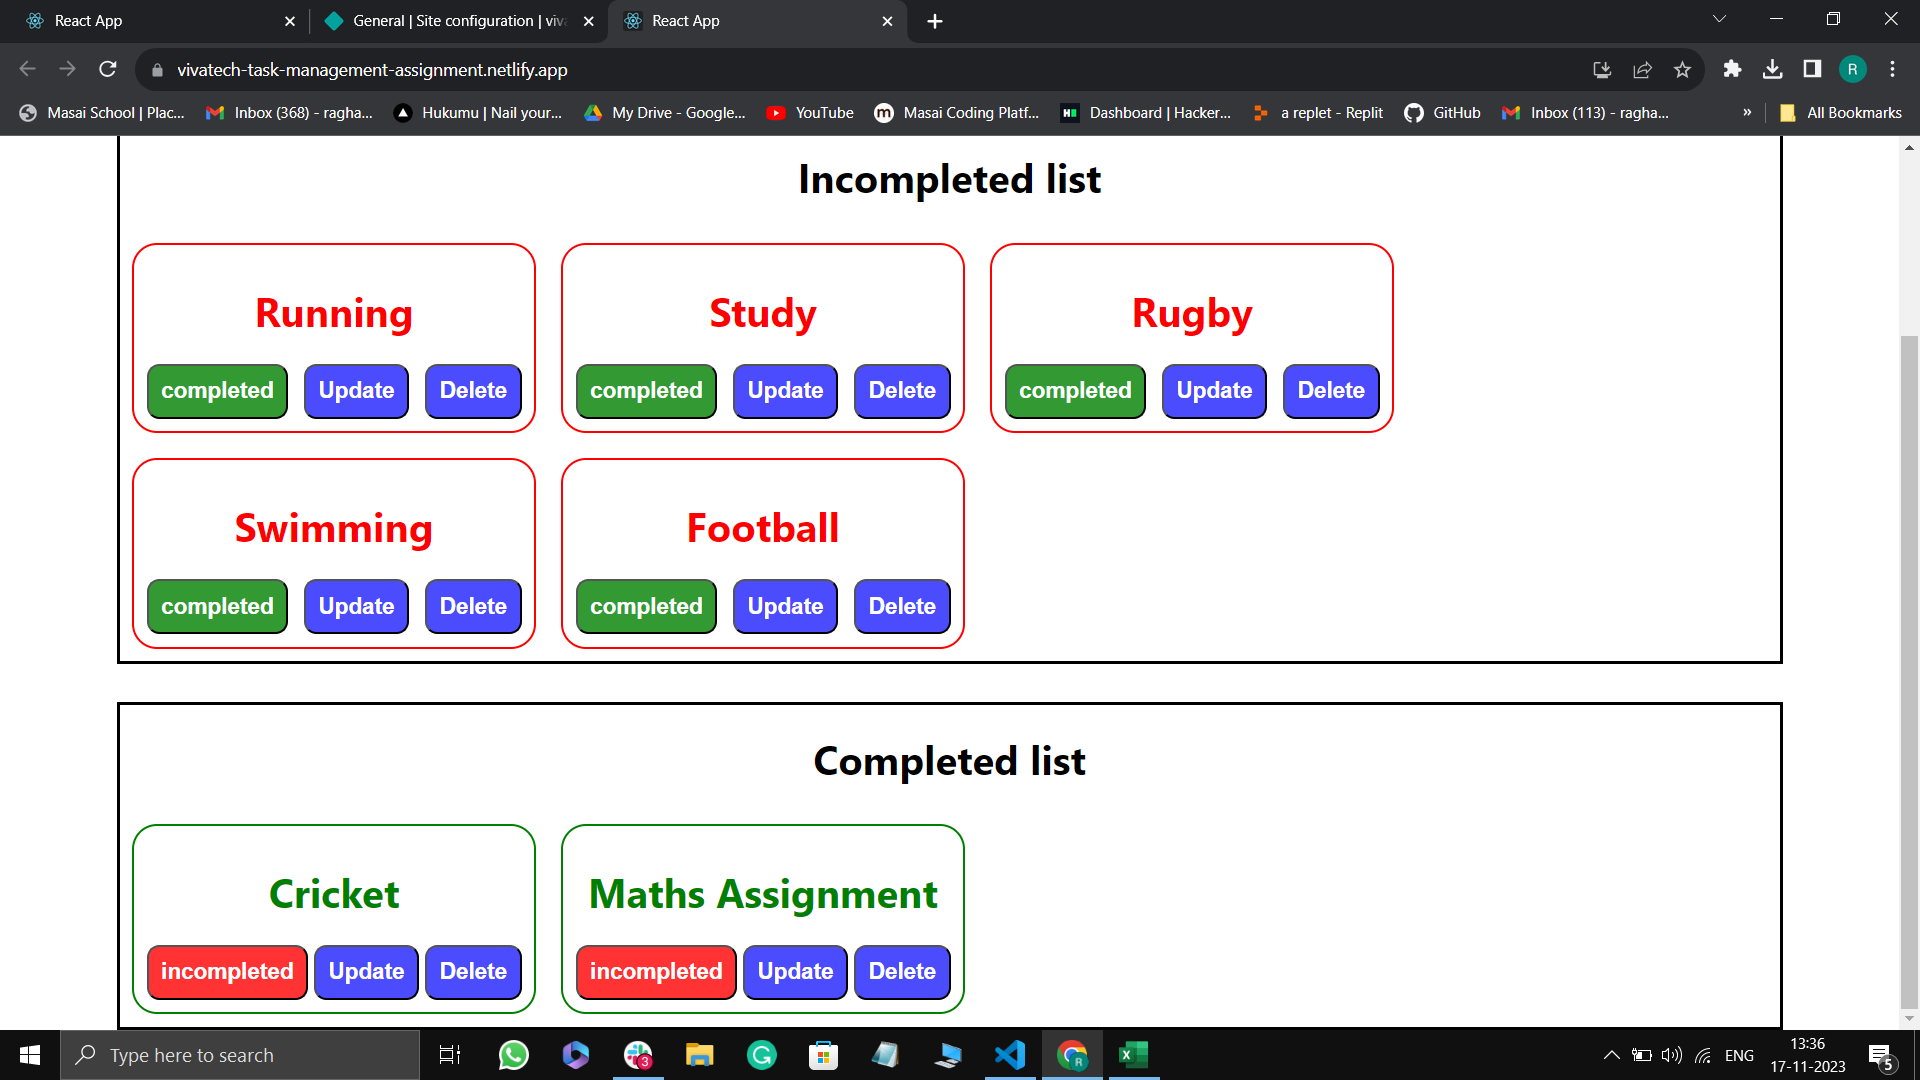 React App
General | Site configuration | viv
React App
vivatech-task-management-assignment.netlify.app
R
Masai School | Plac...
Inbox (368) - ragha...
Hukumu | Nail your...
My Drive - Google...
YouTube
m
Masai Coding Platf...
H
Dashboard | Hacker...
a replet - Replit
GitHub
Inbox (113) - ragha...
»
All Bookmarks
Incompleted list
Running
completed Update Delete
Study
completed Update Delete
Rugby
completed Update Delete
Swimming
completed Update Delete
Football
completed Update Delete
Completed list
Cricket
incompleted Update Delete
Maths Assignment
incompleted Update Delete
Type here to search
3
R
ENG
13:36
17-11-2023
5